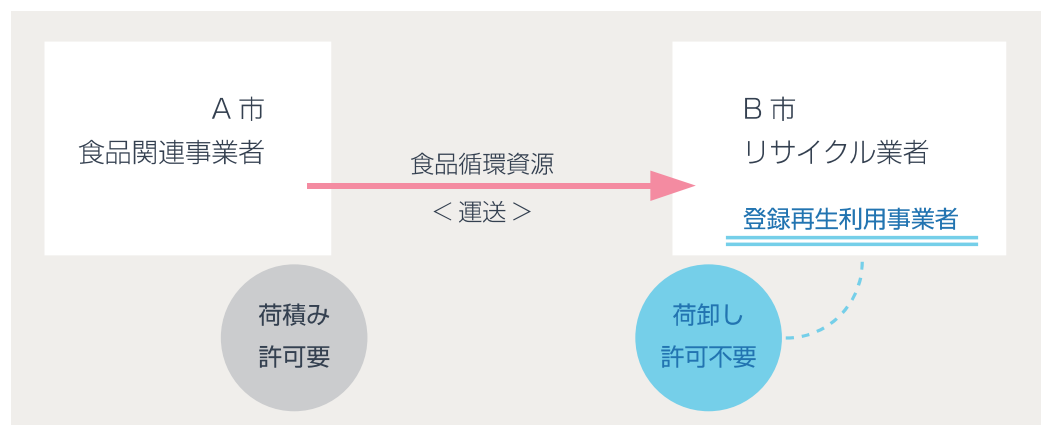 A 市
食品関連事業者
食品循環資源
＜ 運送 ＞
B 市
リサイクル業者
登録再生利用事業者
荷積み
許可要
荷卸し
許可不要